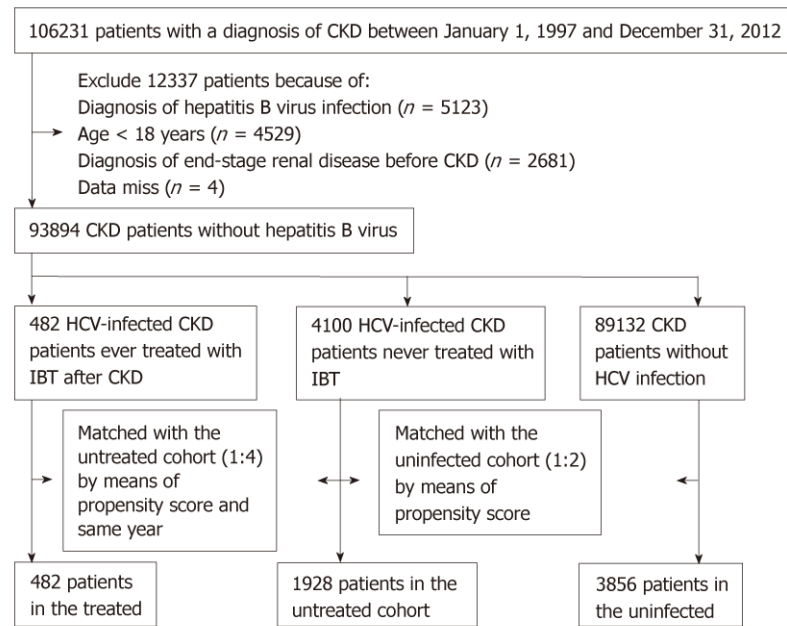 106231 patients with a diagnosis of CKD between January 1, 1997 and December 31, 2012
Exclude 12337 patients because of:
Diagnosis of hepatitis B virus infection (n = 5123)
Age < 18 years (n = 4529)
Diagnosis of end-stage renal disease before CKD (n = 2681)
Data miss (n = 4)
93894 CKD patients without hepatitis B virus
482 HCV-infected CKD
patients ever treated with
IBT after CKD
4100 HCV-infected CKD
patients never treated with
IBT
89132 CKD
patients without
HCV infection
Matched with the
untreated cohort (1:4)
by means of
propensity score and
same year
Matched with the
uninfected cohort (1:2)
by means of
propensity score
482 patients
in the treated
1928 patients in the
untreated cohort
3856 patients in
the uninfected